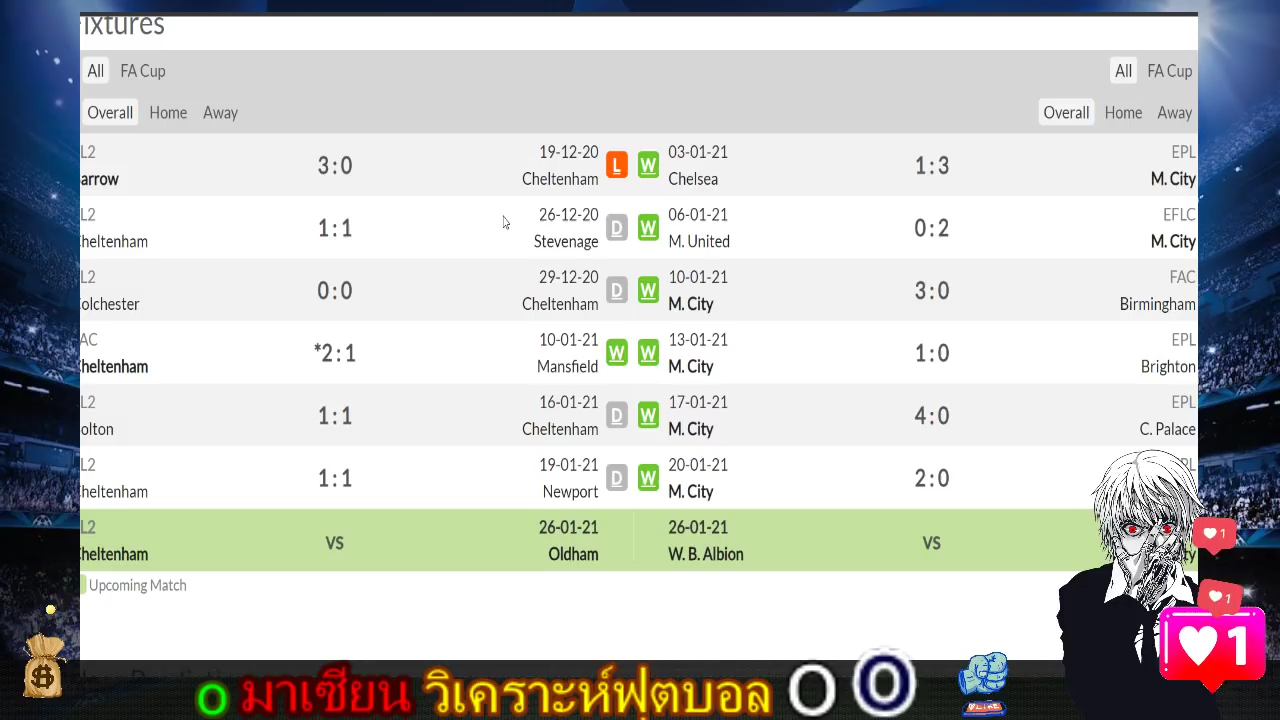 ixtures
All FA Cup All FA Cup
Overall Home Away Overall Home Away
L2 19-12-20 03-01-21 EPL
arrow 3:0 Cheltenham L W Chelsea 1:3 M. City
L2 26-12-20 06-01-21 EFLC
heltenham 1:1 Stevenage D W M. United 0:2 M. City
L2 29-12-20 10-01-21 FAC
olchester 0:0 Cheltenham D W M. City 3:0 Birmingham
AC 10-01-21 13-01-21 EPL
heltenham *2:1 Mansfield W W M. City 1:0 Brighton
L2 16-01-21 17-01-21 EPL
olton 1:1 Cheltenham D W M. City 4:0 C. Palace
L2 19-01-21 20-01-21 PL
heltenham 1:1 Newport D W M. City 2:0
L2 26-01-21 26-01-21
heltenham VS Oldham W. B. Albion VS ty
Upcoming Match
1
1
1
o มาเซียน วิเคราะห์ฟุตบอล O O
LIKE